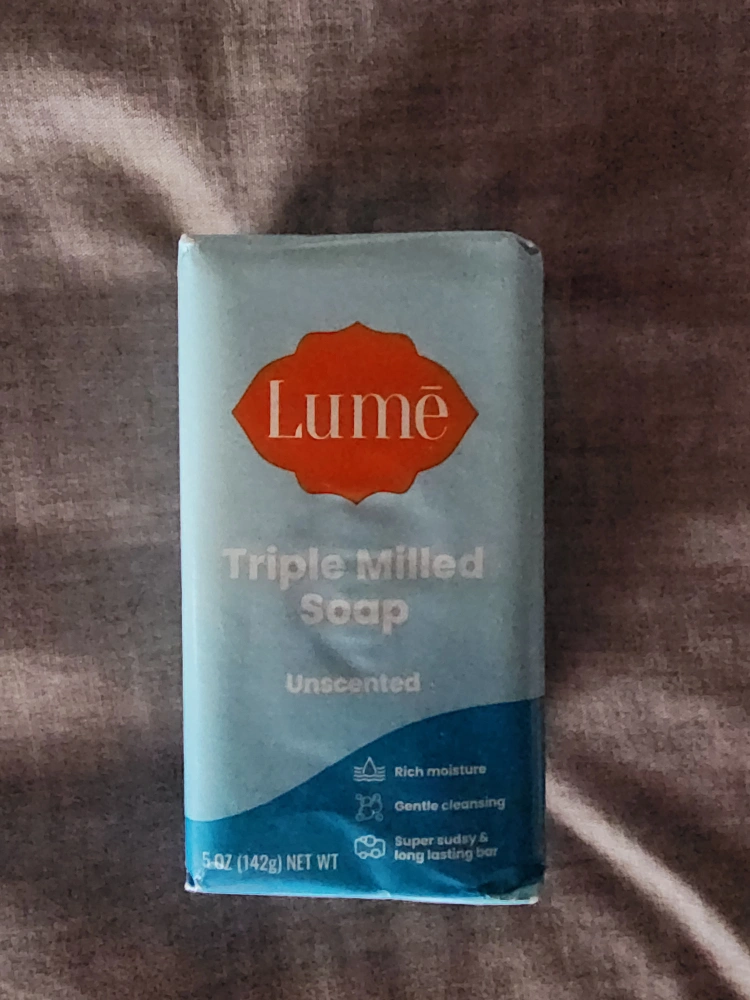 Lumē
Triple Milled
Soap
Unscented
Rich moisture
Gentle cleansing
Super sudsy &
long lasting bar
5 OZ (142g) NET WT